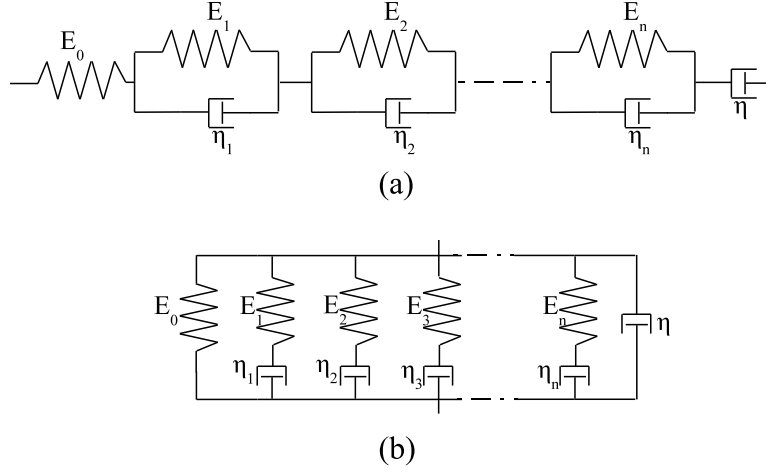 E₀ E₁ E₂ Eₙ
η₁ η₂ ηₙ η
(a)
E₀ E₁ E₂ E₃ Eₙ η
η₁ η₂ η₃ ηₙ
(b)